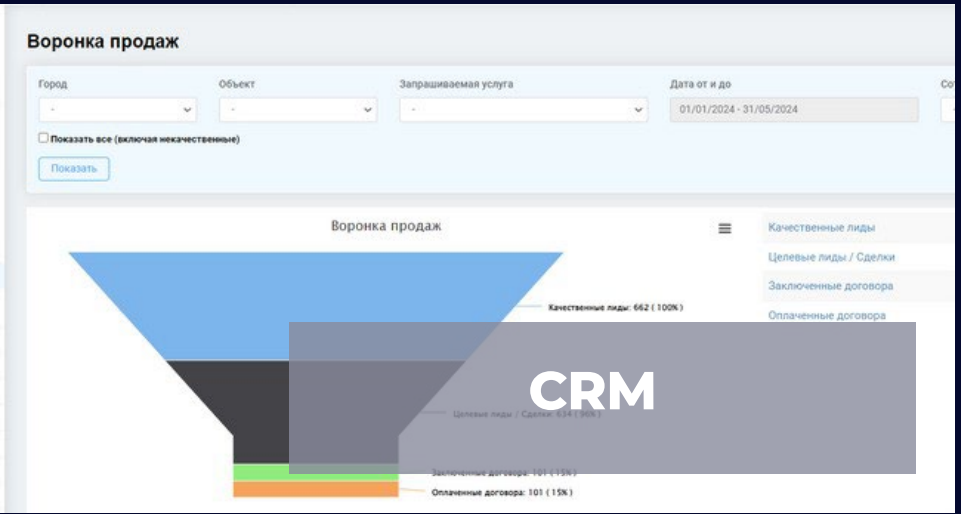 Воронка продаж
Город Объект Запрашиваемая услуга Дата от и до Со
- - - 01/01/2024 - 31/05/2024
Показать все (включая некачественные)
Показать
Воронка продаж
Качественные лиды
Целевые лиды / Сделки
Заключенные договора
Оплаченные договора
Качественные лиды: 662 ( 100% )
CRM
Целевые лиды / Сделки: 634 ( 96% )
Заключенные договора: 101 ( 15% )
Оплаченные договора: 101 ( 15% )